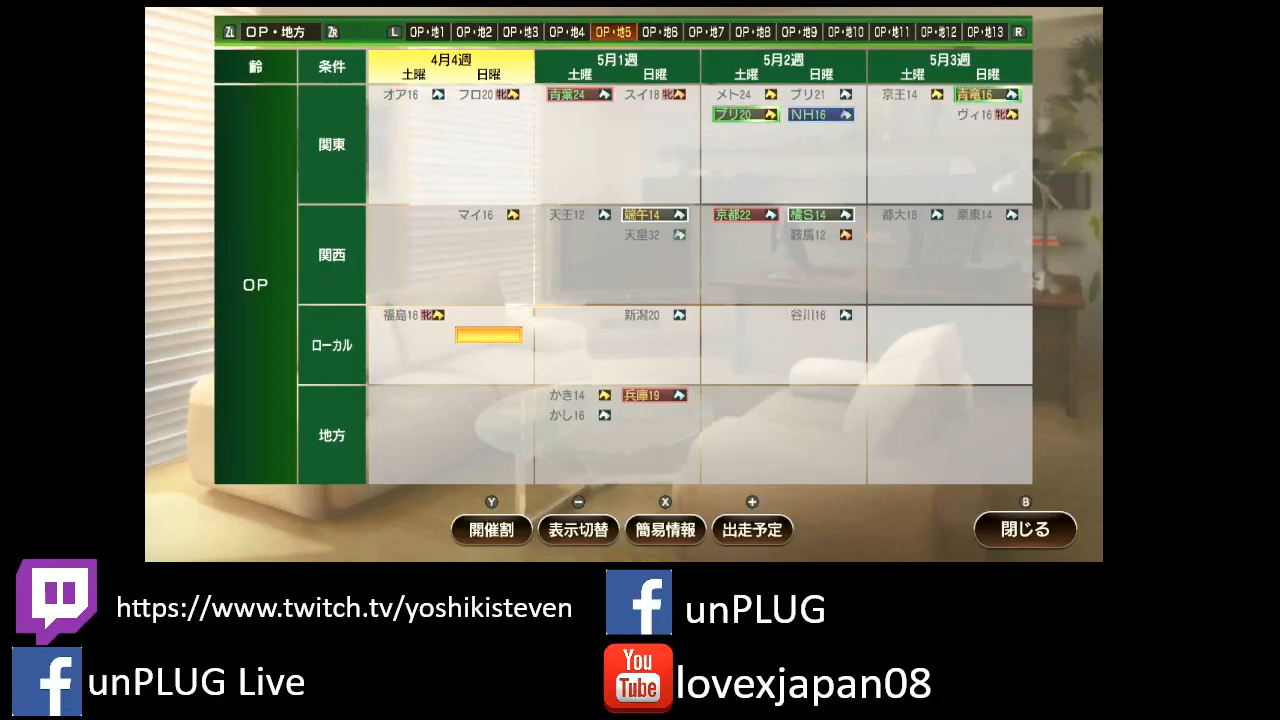 ZL OP・地方 ZR L OP・地1 OP・地2 OP・地3 OP・地4 OP・地5 OP・地6 OP・地7 OP・地8 OP・地9 OP・地10 OP・地11 OP・地12 OP・地13 R
齢 条件 4月4週 5月1週 5月2週 5月3週
土曜 日曜 土曜 日曜 土曜 日曜 土曜 日曜
オア16 フロ20 牝 青葉24 スイ18 牝 メト24 プリ21 京王14 青竜16
プリ20 NH16 ヴィ16 牝
関東
マイ16 天王12 端午14 京都22 橘S14 都大18 栗東14
天皇32 鞍馬12
関西
OP
福島18 牝 新潟20 谷川16
ローカル
かき14 兵庫19
かし16
地方
Y − X + B
開催割 表示切替 簡易情報 出走予定 閉じる
https://www.twitch.tv/yoshikisteven
unPLUG
unPLUG Live
You Tube
lovexjapan08